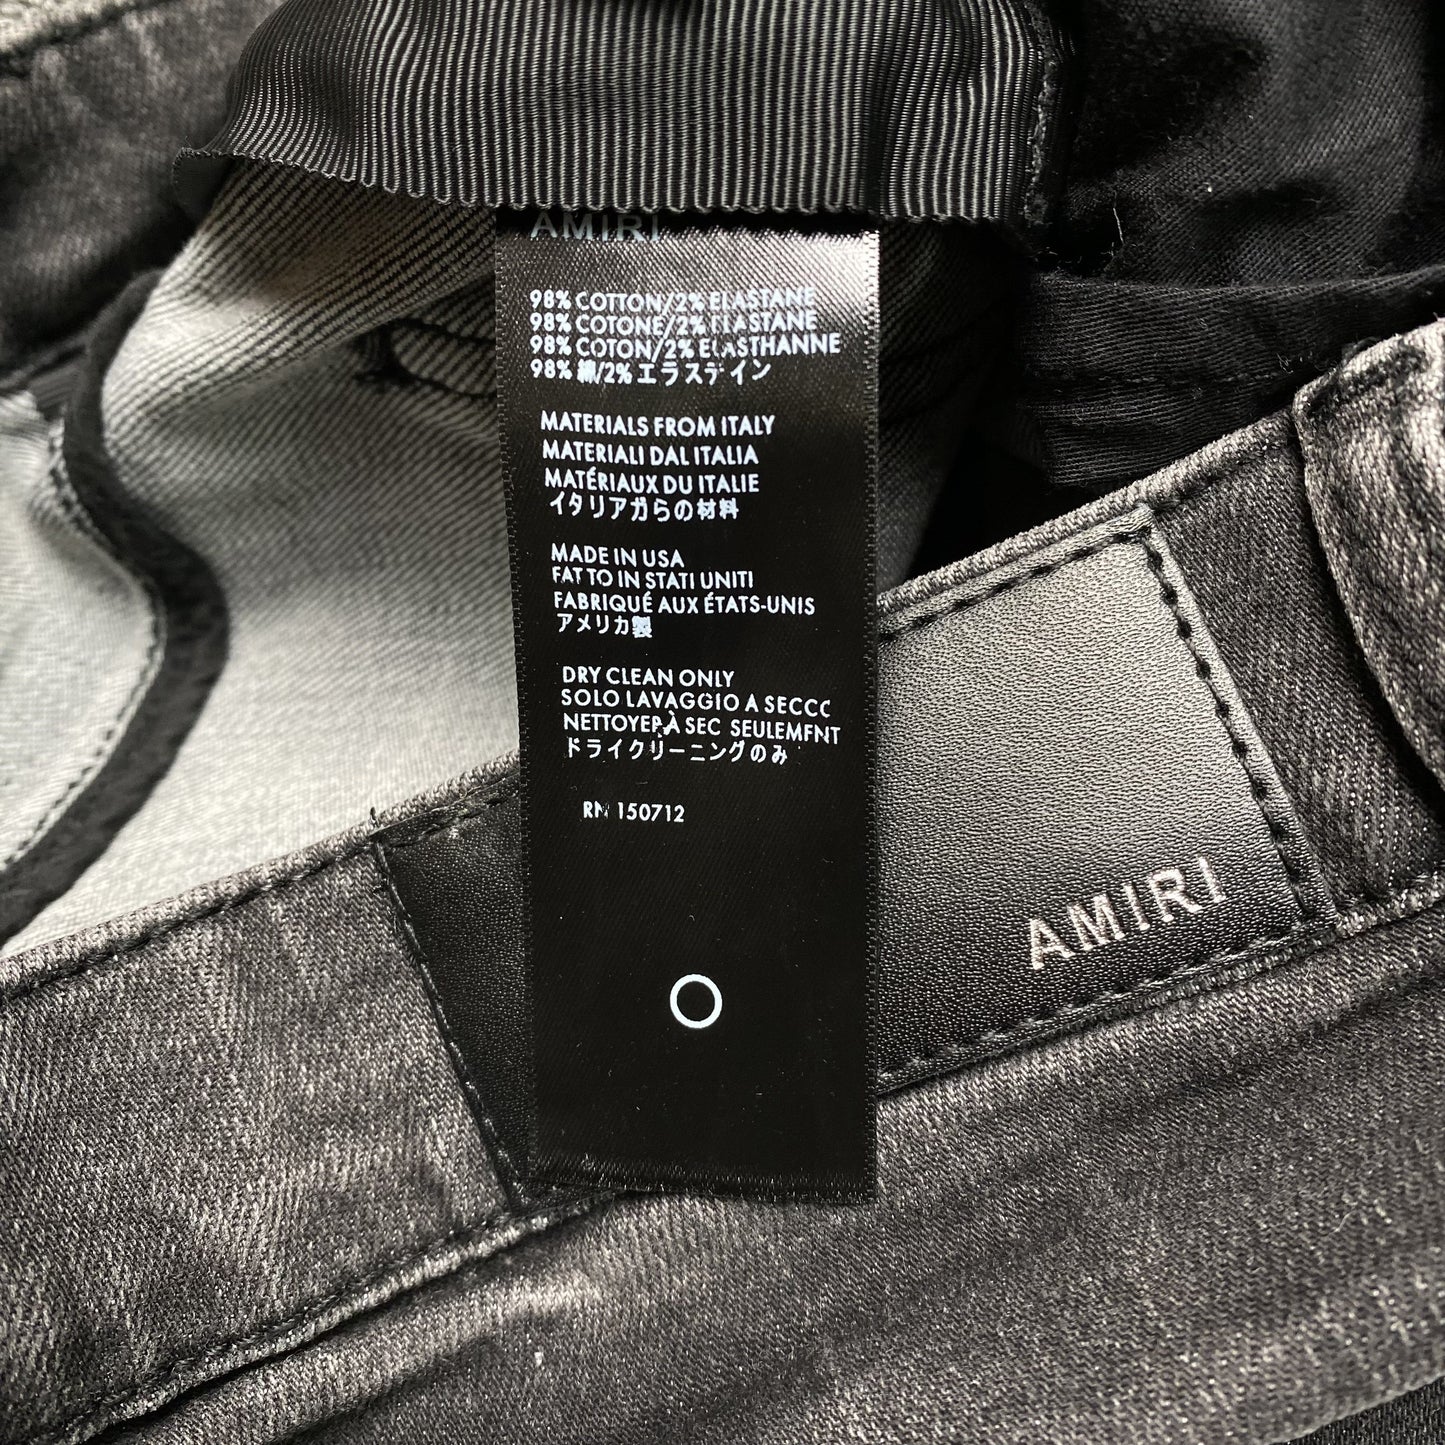 AMIRI
98% COTTON/2% ELASTANE
98% COTONE/2% ELASTANE
98% COTON/2% ELASTHANNE
98% 綿/2% エラスデイン
MATERIALS FROM ITALY
MATERIALI DAL ITALIA
MATÉRIAUX DU ITALIE
イタリアガらの材料
MADE IN USA
FATTO IN STATI UNITI
FABRIQUÉ AUX ÉTATS-UNIS
アメリカ製
DRY CLEAN ONLY
SOLO LAVAGGIO A SECCC
NETTOYER À SEC SEULEMENT
ドライクリーニングのみ
RN 150712
AMIRI